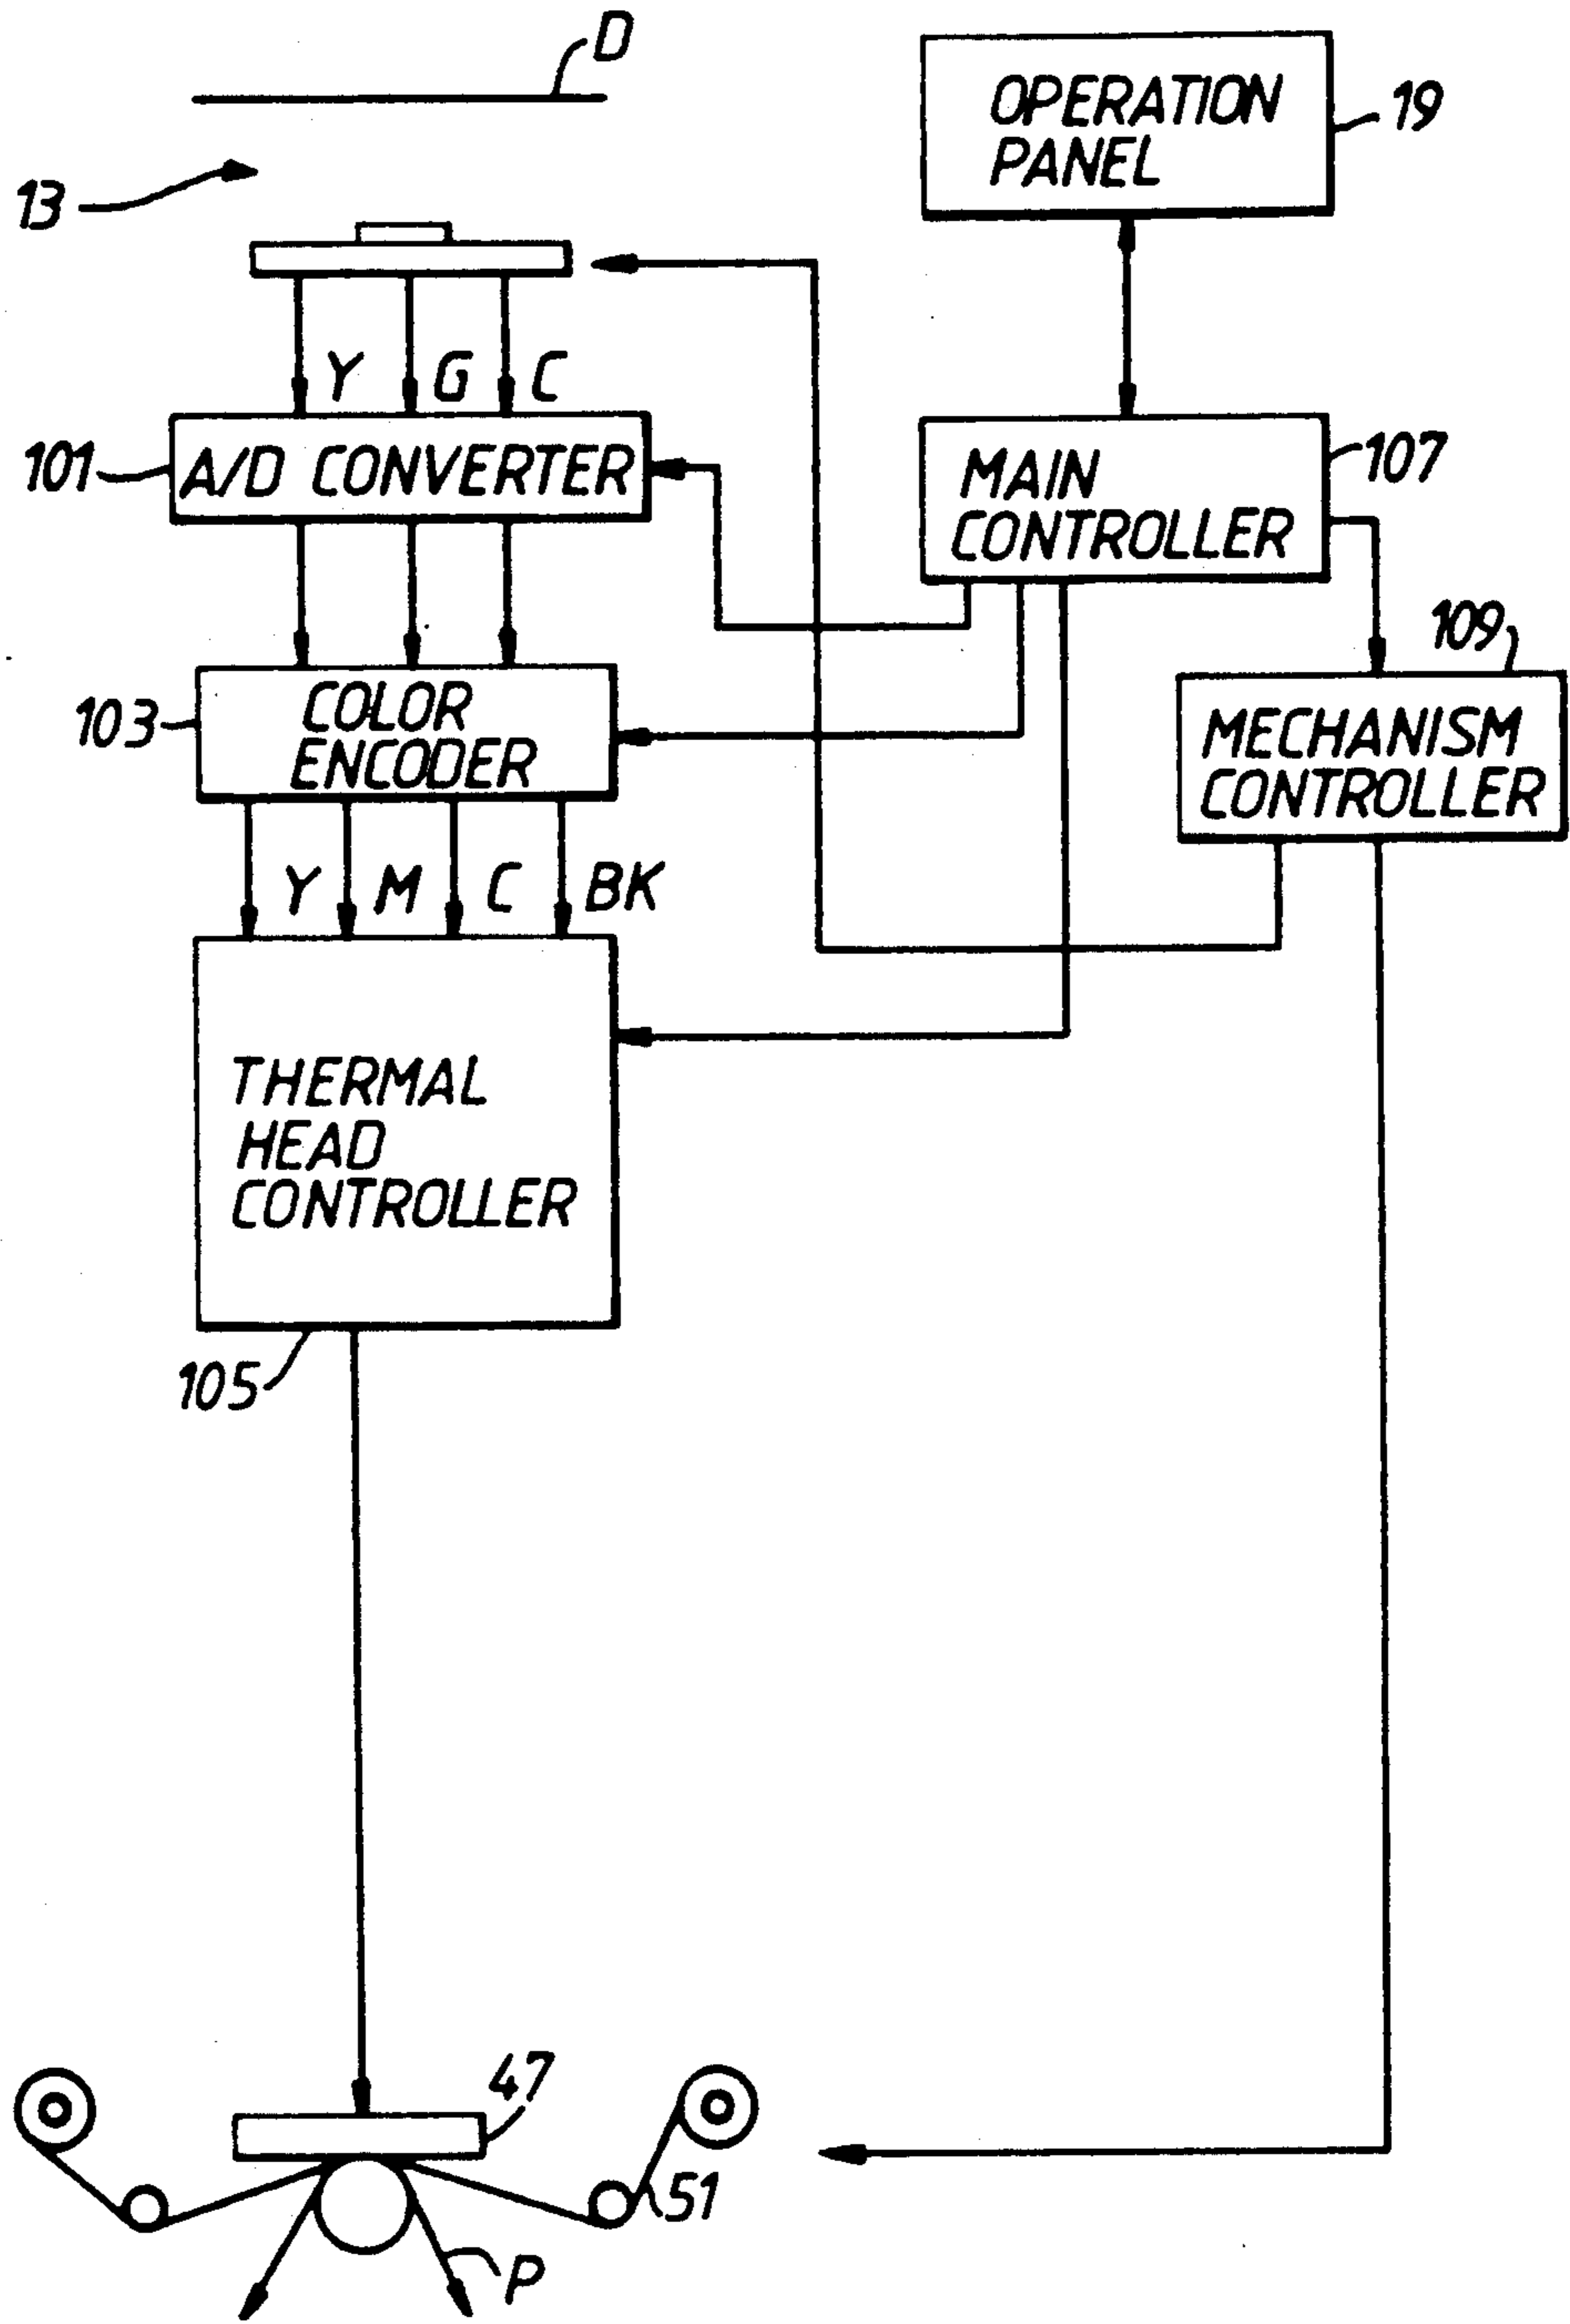 D
OPERATION
PANEL
19
13
Y G C
101
A/D CONVERTER
MAIN
CONTROLLER
107
109
103
COLOR
ENCODER
MECHANISM
CONTROLLER
Y M C BK
THERMAL
HEAD
CONTROLLER
105
47
51
P